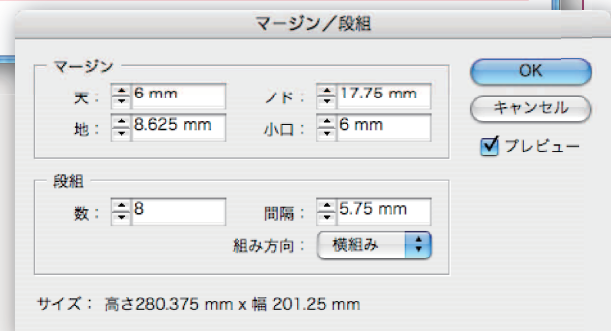 マージン／段組
マージン
天： 6 mm ノド： 17.75 mm
地： 8.625 mm 小口： 6 mm
OK
キャンセル
プレビュー
段組
数： 8 間隔： 5.75 mm
組み方向： 横組み
サイズ： 高さ280.375 mm x 幅 201.25 mm